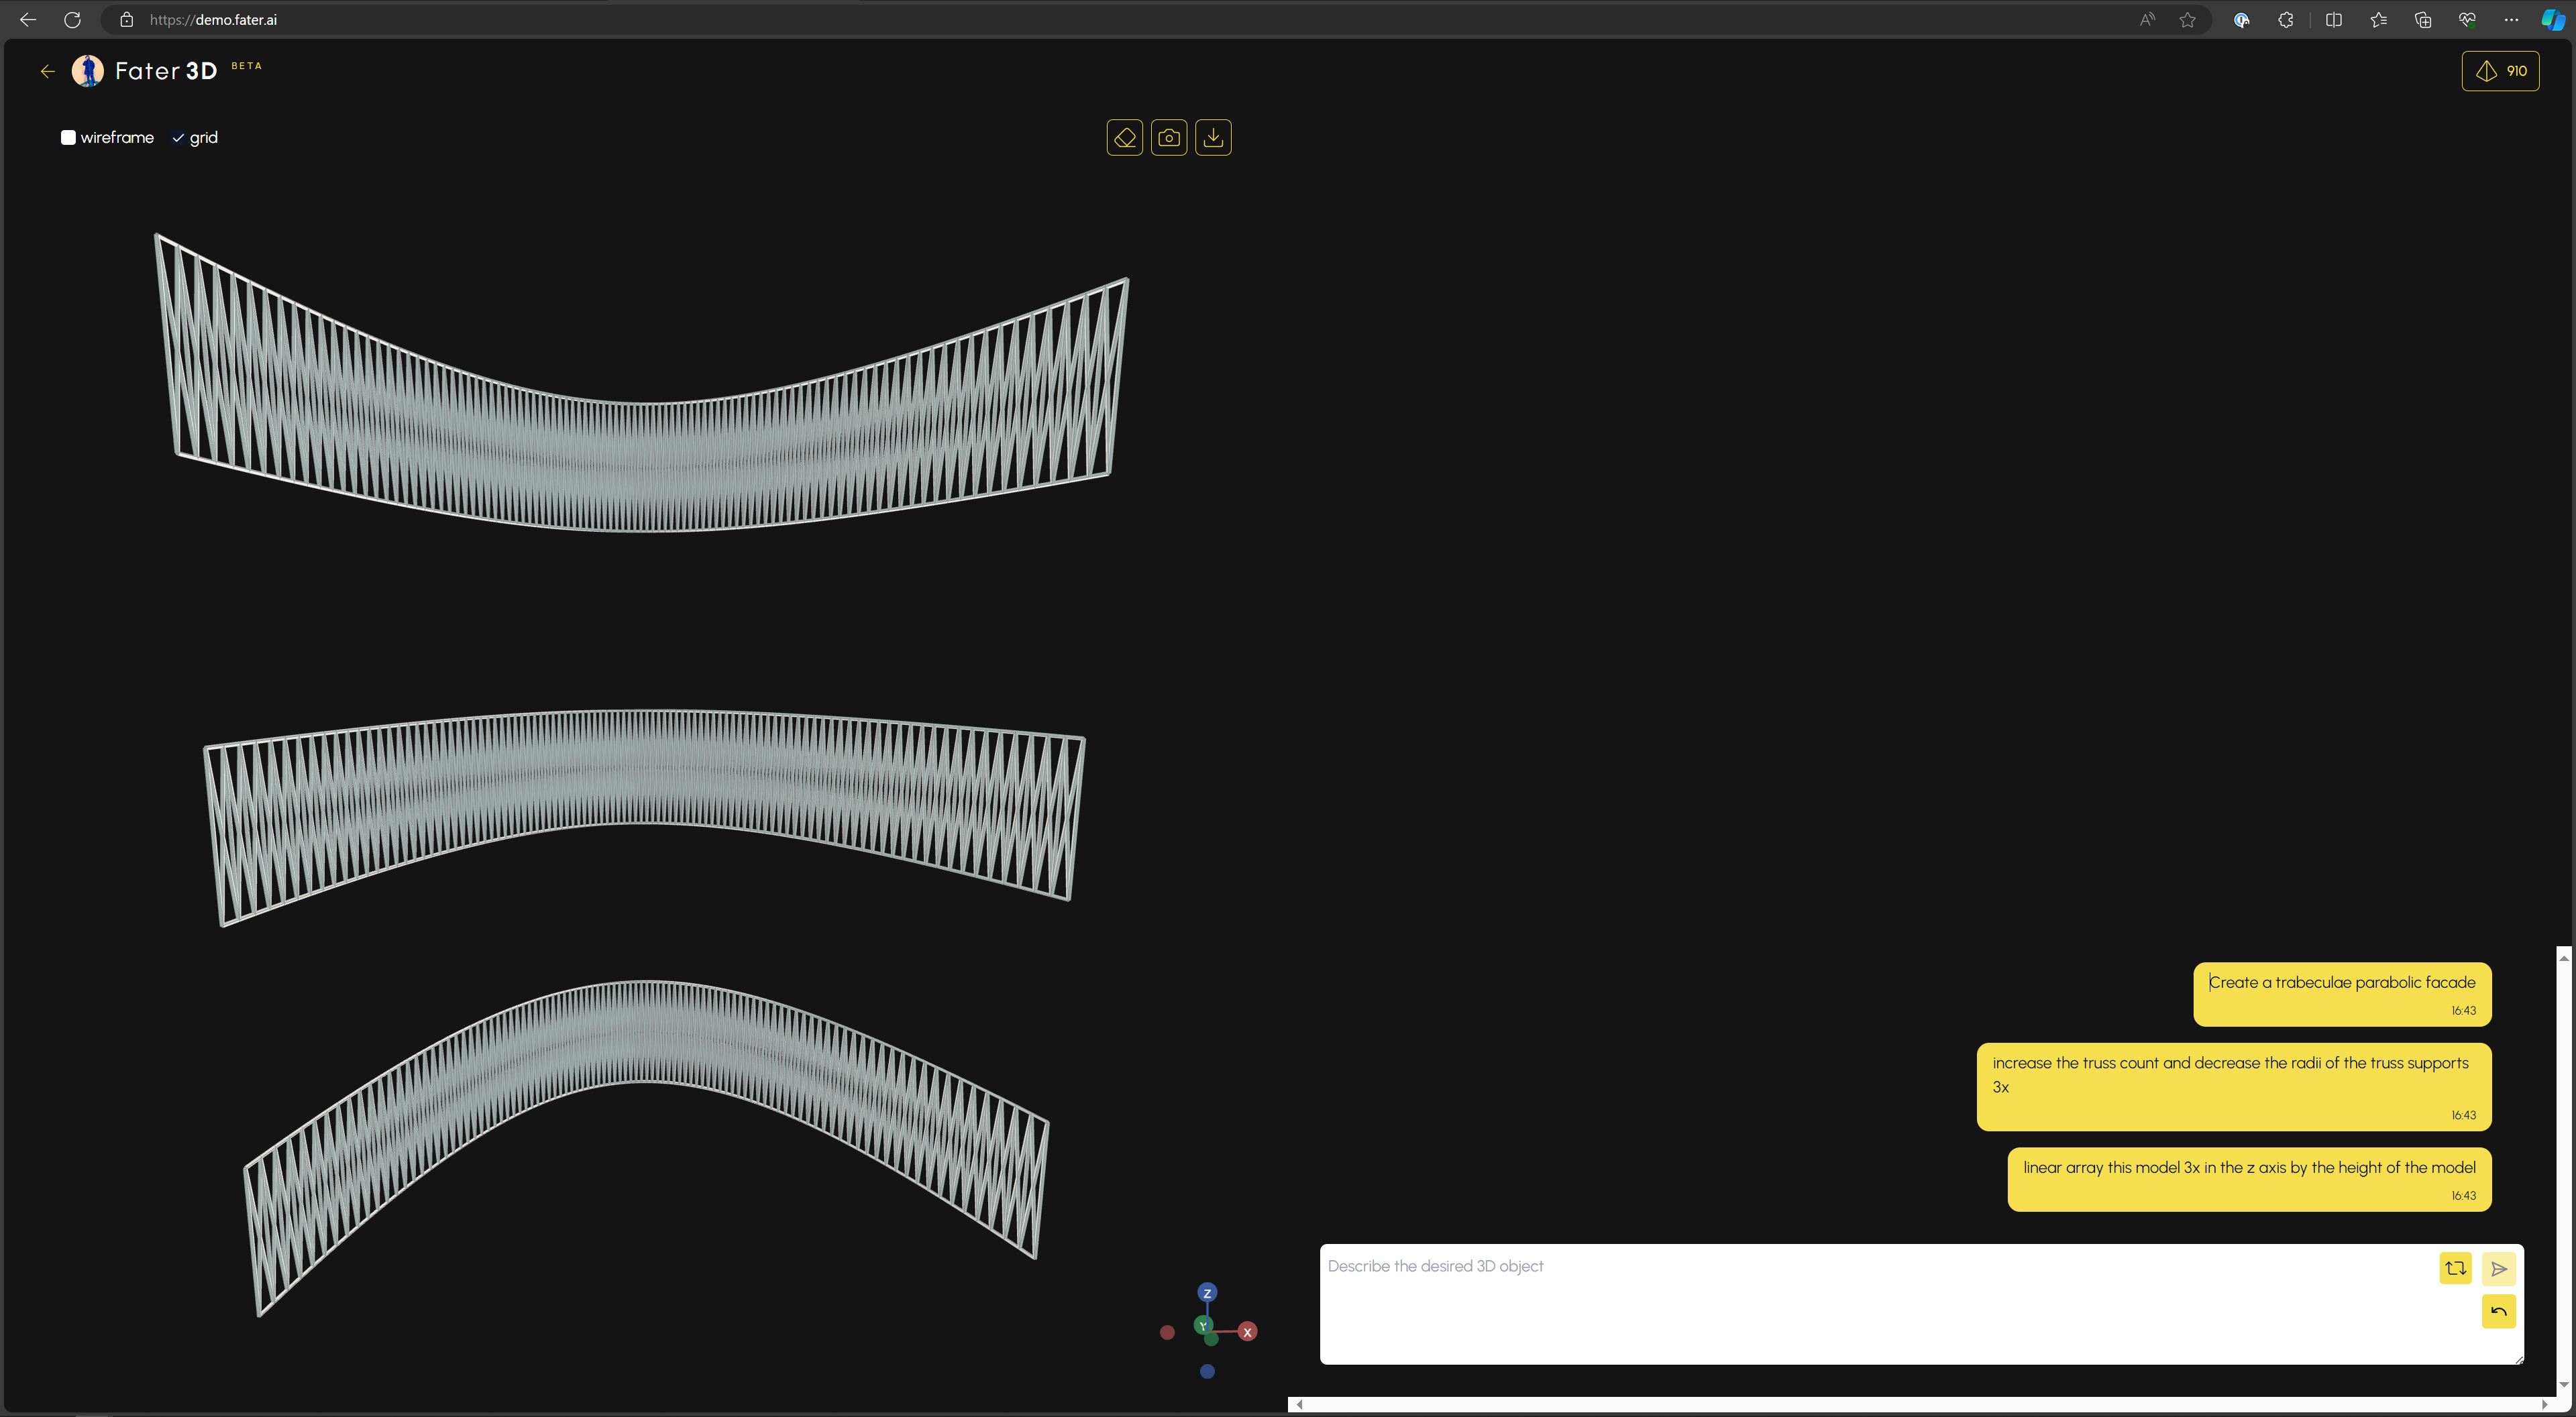 https://demo.fater.ai
Fater 3D BETA
910
wireframe grid
Create a trabeculae parabolic facade
16:43
increase the truss count and decrease the radii of the truss supports
3x
16:43
linear array this model 3x in the z axis by the height of the model
16:43
Describe the desired 3D object
Z
Y
X